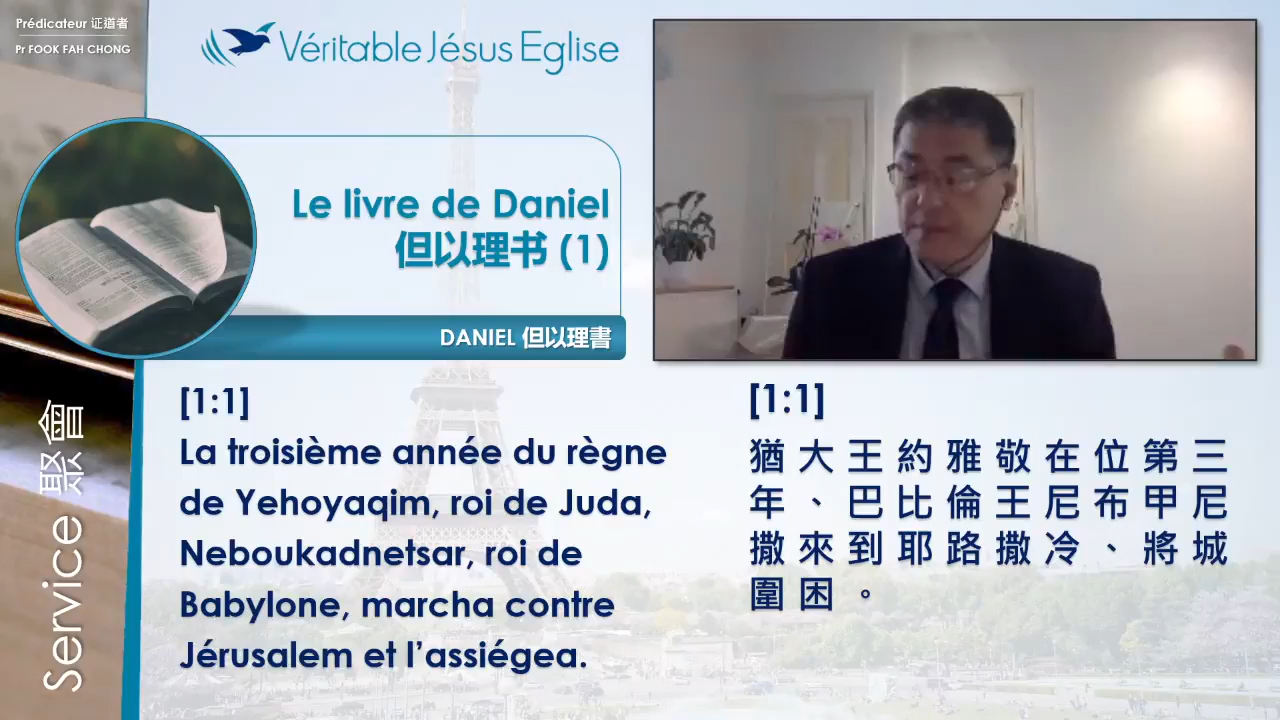 Prédicateur 证道者
Pr FOOK FAH CHONG
Véritable Jésus Eglise
Le livre de Daniel
但以理书 (1)
DANIEL 但以理書
Service 聚會
[1:1]
La troisième année du règne
de Yehoyaqim, roi de Juda,
Neboukadnetsar, roi de
Babylone, marcha contre
Jérusalem et l’assiégea.
[1:1]
猶大王約雅敬在位第三
年、巴比倫王尼布甲尼
撒來到耶路撒冷、將城
圍困。